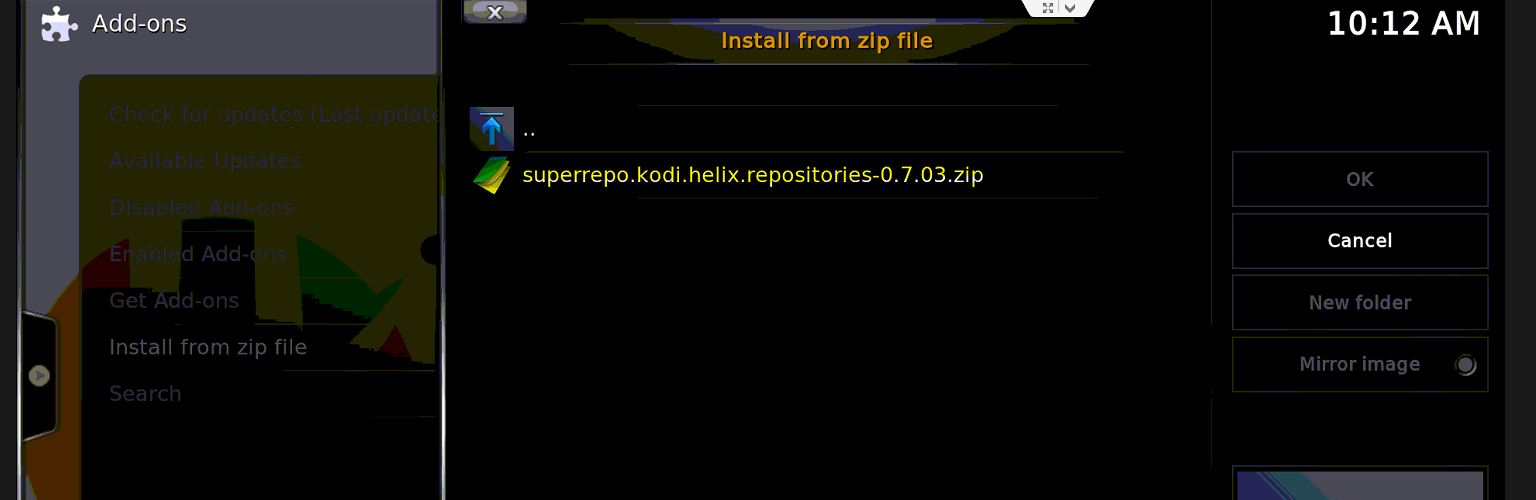 Add-ons
Check for updates (Last update
Available Updates
Disabled Add-ons
Enabled Add-ons
Get Add-ons
Install from zip file
Search
Install from zip file
..
superrepo.kodi.helix.repositories-0.7.03.zip
10:12 AM
OK
Cancel
New folder
Mirror image